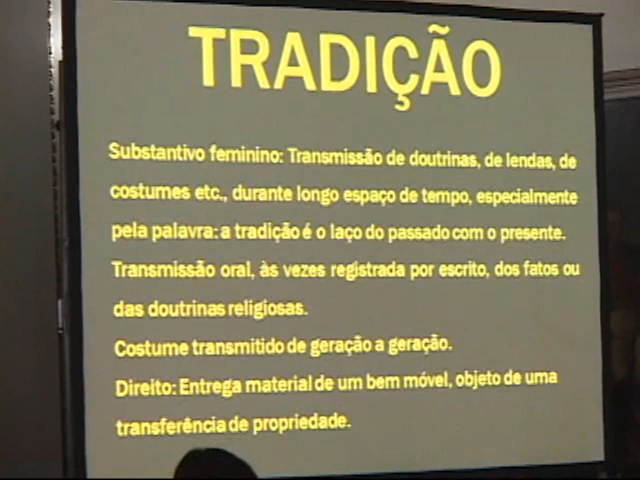 TRADIÇÃO
Substantivo feminino: Transmissão de doutrinas, de lendas, de
costumes etc., durante longo espaço de tempo, especialmente
pela palavra: a tradição é o laço do passado com o presente.
Transmissão oral, às vezes registrada por escrito, dos fatos ou
das doutrinas religiosas.
Costume transmitido de geração a geração.
Direito: Entrega material de um bem móvel, objeto de uma
transferência de propriedade.